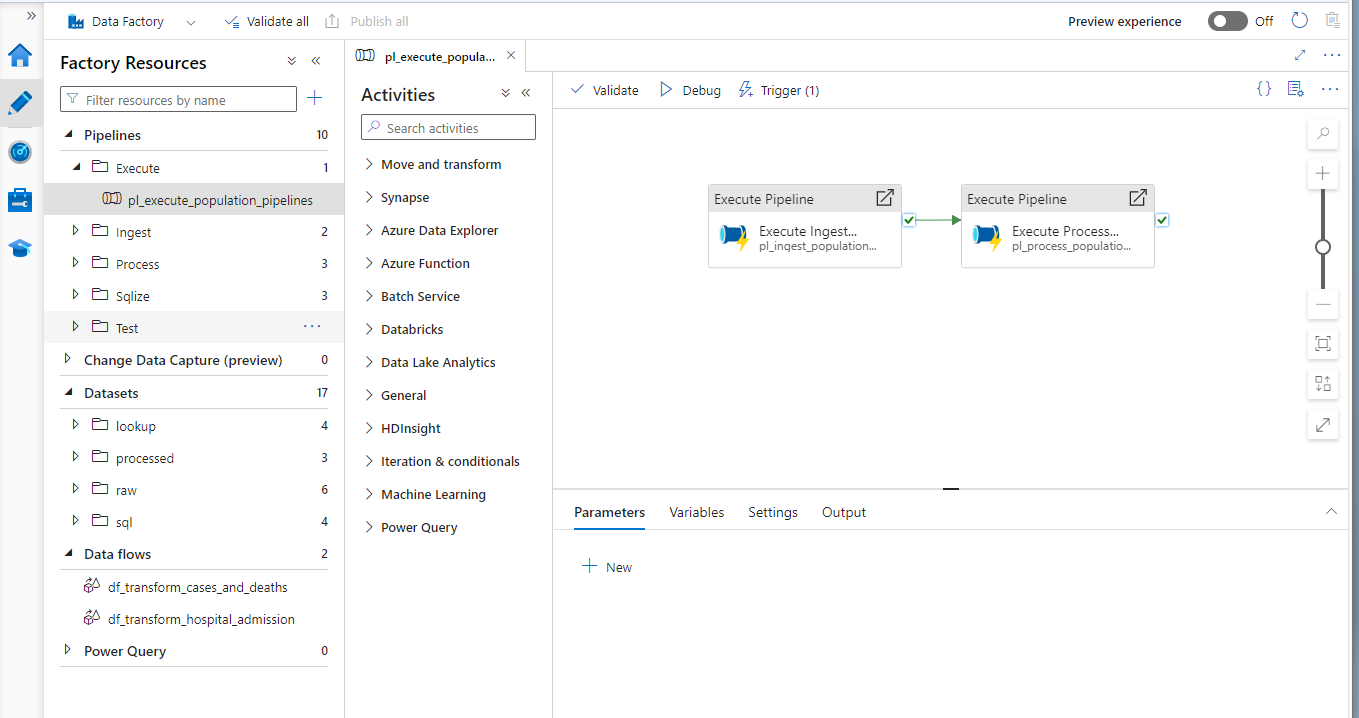 Data Factory
Validate all
Publish all
Preview experience
Off
Factory Resources
Filter resources by name
Pipelines 10
Execute 1
pl_execute_population_pipelines
Ingest 2
Process 3
Sqlize 3
Test
Change Data Capture (preview) 0
Datasets 17
lookup 4
processed 3
raw 6
sql 4
Data flows 2
df_transform_cases_and_deaths
df_transform_hospital_admission
Power Query 0
pl_execute_popula...
Activities
Search activities
Move and transform
Synapse
Azure Data Explorer
Azure Function
Batch Service
Databricks
Data Lake Analytics
General
HDInsight
Iteration & conditionals
Machine Learning
Power Query
Validate
Debug
Trigger (1)
Execute Pipeline
Execute Ingest...
pl_ingest_population...
Execute Pipeline
Execute Process...
pl_process_populatio...
Parameters
Variables
Settings
Output
New